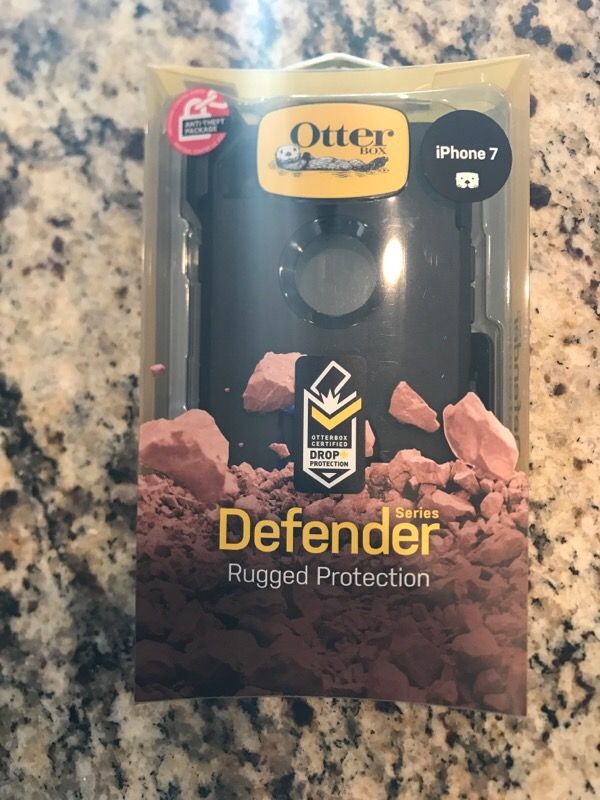 ANTI-THEFT
PACKAGE
Otter
BOX
iPhone 7
OTTERBOX
CERTIFIED
DROP+
PROTECTION
Series
Defender
Rugged Protection